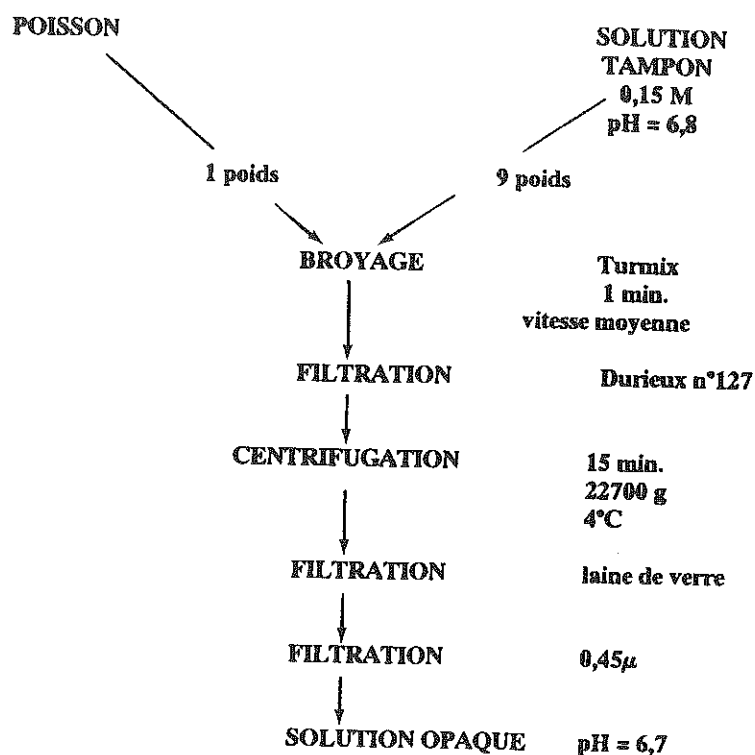 POISSON
SOLUTION
TAMPON
0,15 M
pH = 6,8
1 poids
9 poids
BROYAGE
Turmix
1 min.
vitesse moyenne
FILTRATION
Durieux n°127
CENTRIFUGATION
15 min.
22700 g
4°C
FILTRATION
laine de verre
FILTRATION
0,45μ
SOLUTION OPAQUE
pH = 6,7